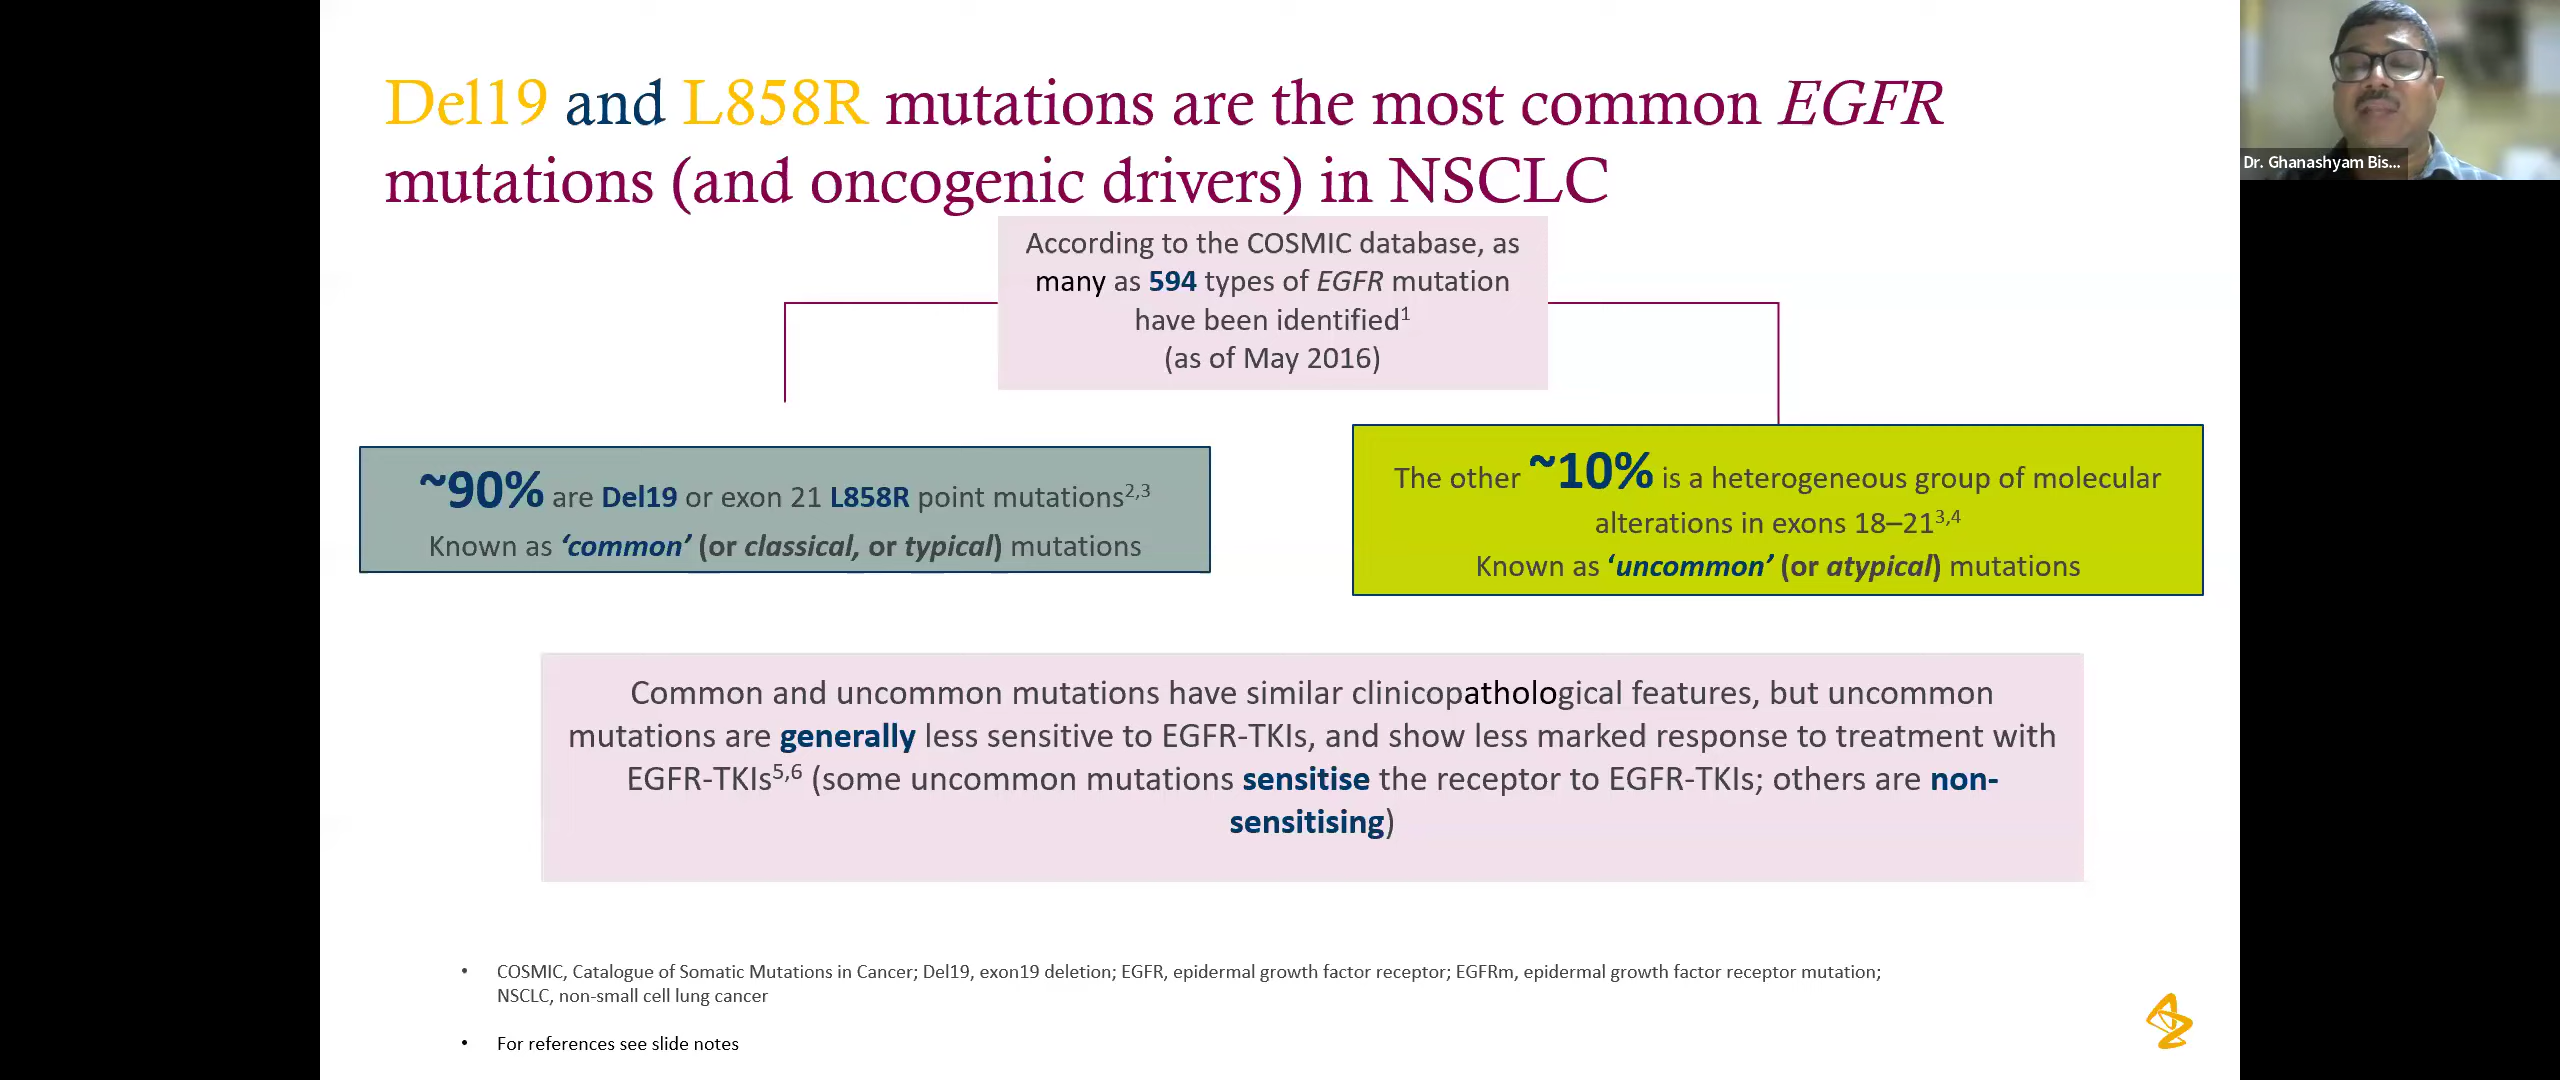 Del19 and L858R mutations are the most common EGFR
mutations (and oncogenic drivers) in NSCLC
Dr. Ghanashyam Bis...
According to the COSMIC database, as
many as 594 types of EGFR mutation
have been identified¹
(as of May 2016)
~90% are Del19 or exon 21 L858R point mutations²,³
Known as ‘common’ (or classical, or typical) mutations
The other ~10% is a heterogeneous group of molecular
alterations in exons 18–21³,⁴
Known as ‘uncommon’ (or atypical) mutations
Common and uncommon mutations have similar clinicopathological features, but uncommon
mutations are generally less sensitive to EGFR-TKIs, and show less marked response to treatment with
EGFR-TKIs⁵,⁶ (some uncommon mutations sensitise the receptor to EGFR-TKIs; others are non-
sensitising)
• COSMIC, Catalogue of Somatic Mutations in Cancer; Del19, exon19 deletion; EGFR, epidermal growth factor receptor; EGFRm, epidermal growth factor receptor mutation;
NSCLC, non-small cell lung cancer
• For references see slide notes